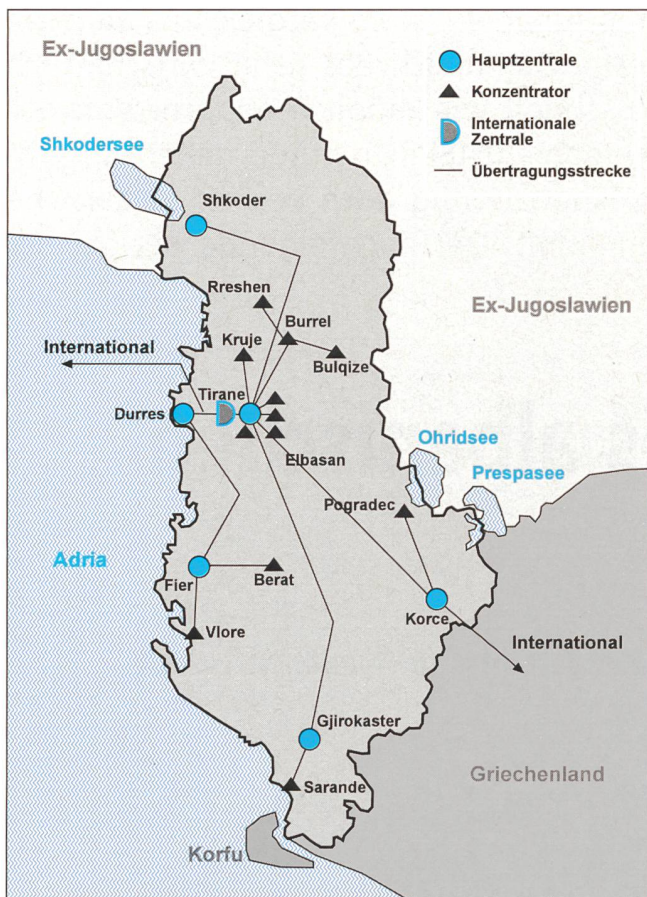 Ex-Jugoslawien
Hauptzentrale
Konzentrator
Internationale
Zentrale
Übertragungsstrecke
Shkodersee
Shkoder
Rreshen
Ex-Jugoslawien
Burrel
Kruje
International
Bulqize
Tirane
Durres
Elbasan
Ohridsee
Prespasee
Pogradec
Adria
Fier
Berat
Korce
Vlore
International
Gjirokaster
Griechenland
Sarande
Korfu